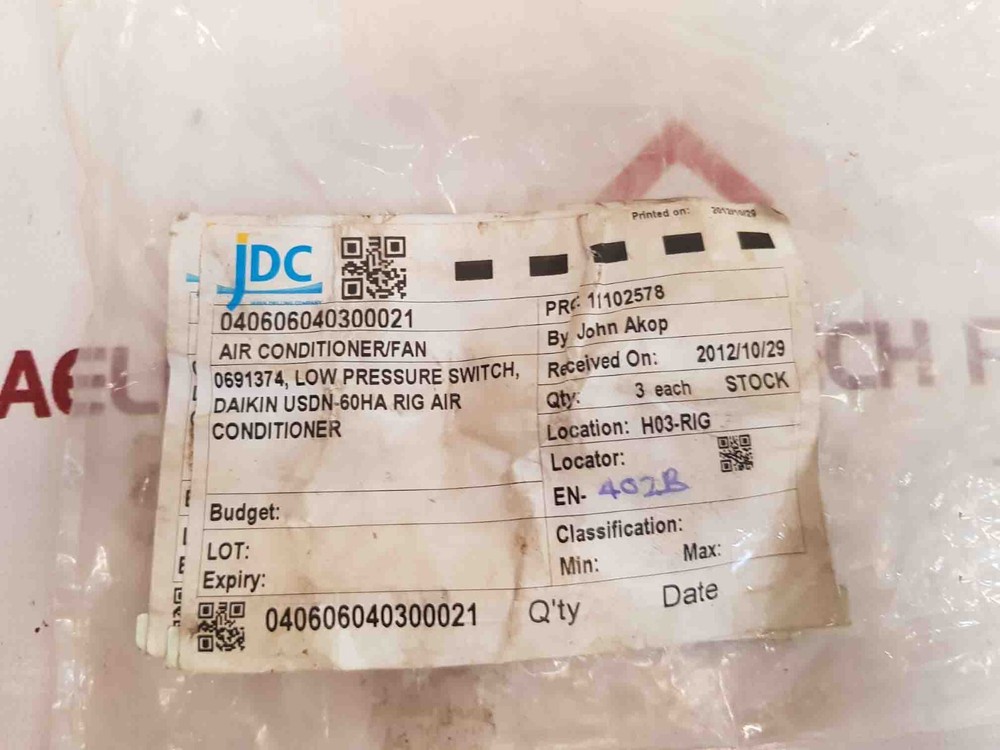 Printed on: 2012/10/29
JDC
040606040300021
AIR CONDITIONER/FAN
0691374, LOW PRESSURE SWITCH,
DAIKIN USDN-60HA RIG AIR
CONDITIONER
Budget:
LOT:
Expiry:
PR 11102578
By John Akop
Received On: 2012/10/29
Qty: 3 each STOCK
Location: H03-RIG
Locator:
EN- 402B
Classification:
Min: Max:
040606040300021 Q'ty Date